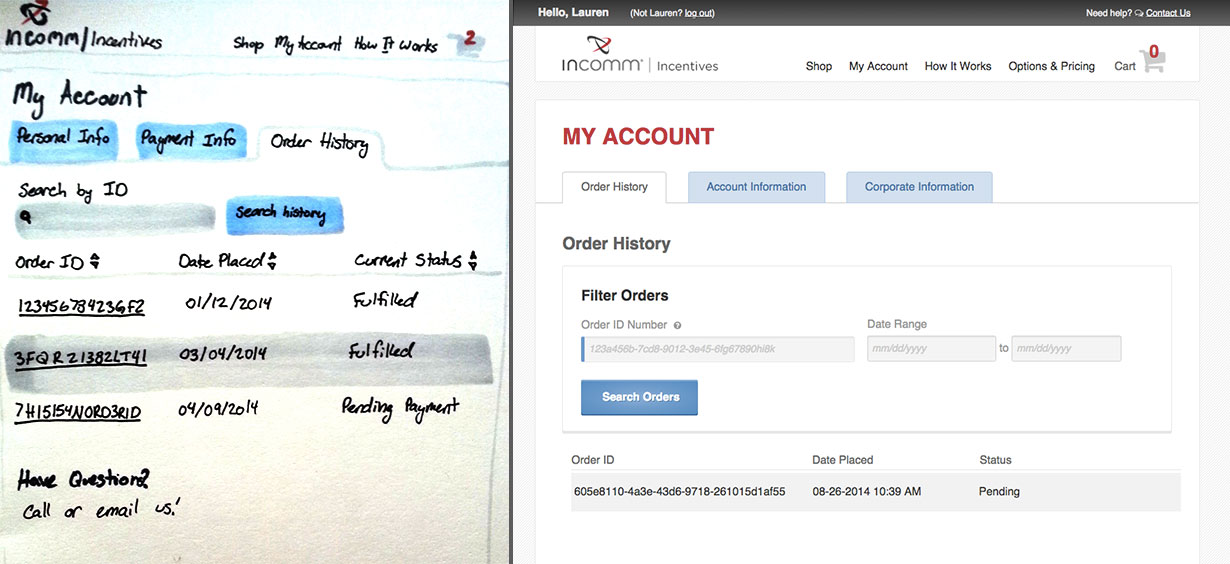 incomm/Incentives
Shop My Account How It Works 2
My Account
Personal Info Payment Info Order History
Search by ID
Search history
Order ID Date Placed Current Status
12345678423GF2 01/12/2014 Fulfilled
3FQRZ1382LT41 03/04/2014 Fulfilled
7H15154N0RD3RID 04/09/2014 Pending Payment
Have Question?
Call or email us!
Hello, Lauren (Not Lauren? log out) Need help? Contact Us
incomm | Incentives Shop My Account How It Works Options & Pricing Cart 0
MY ACCOUNT
Order History Account Information Corporate Information
Order History
Filter Orders
Order ID Number ? Date Range
123a456b-7cd8-9012-3e45-6fg67890hi8k mm/dd/yyyy to mm/dd/yyyy
Search Orders
Order ID Date Placed Status
605e8110-4a3e-43d6-9718-261015d1af55 08-26-2014 10:39 AM Pending